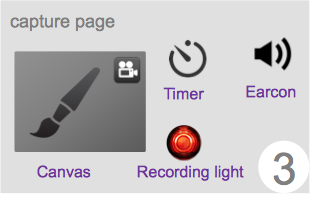 capture page
Timer
Earcon
Canvas
Recording light
3